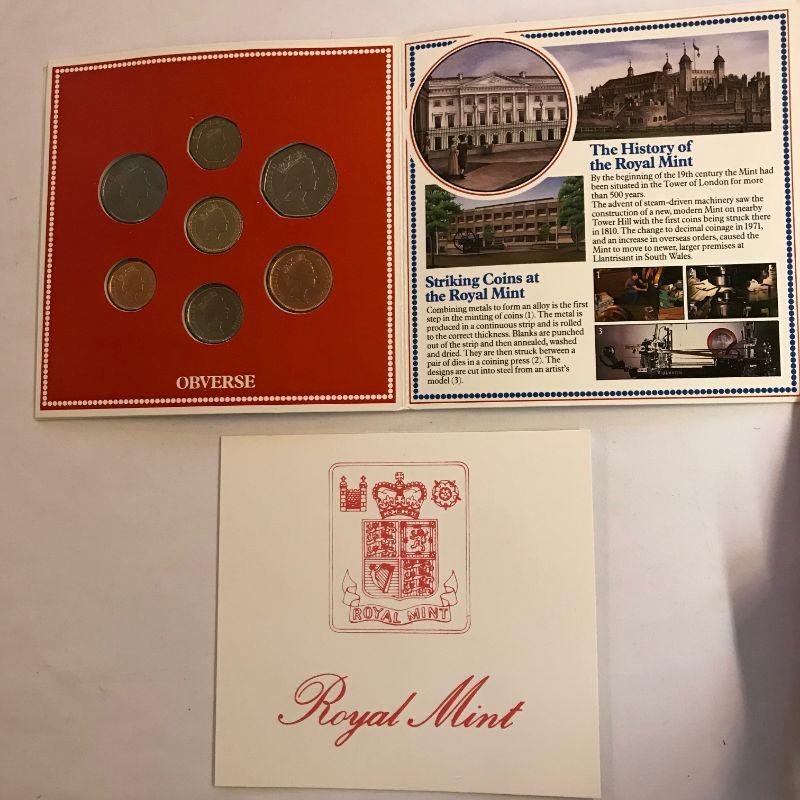 OBVERSE
The History of
the Royal Mint
By the beginning of the 19th century the Mint had
been situated in the Tower of London for more
than 500 years.
The advent of steam-driven machinery saw the
construction of a new, modern Mint on nearby
Tower Hill with the first coins being struck there
in 1810. The change to decimal coinage in 1971,
and an increase in overseas orders, caused the
Mint to move to newer, larger premises at
Llantrisant in South Wales.
Striking Coins at
the Royal Mint
Combining metals to form an alloy is the first
step in the minting of coins (1). The metal is
produced in a continuous strip and is rolled
to the correct thickness. Blanks are punched
out of the strip and then annealed, washed
and dried. They are then struck between a
pair of dies in a coining press (2). The
designs are cut into steel from an artist's
model (3).
1
2
3
ROYAL MINT
Royal Mint